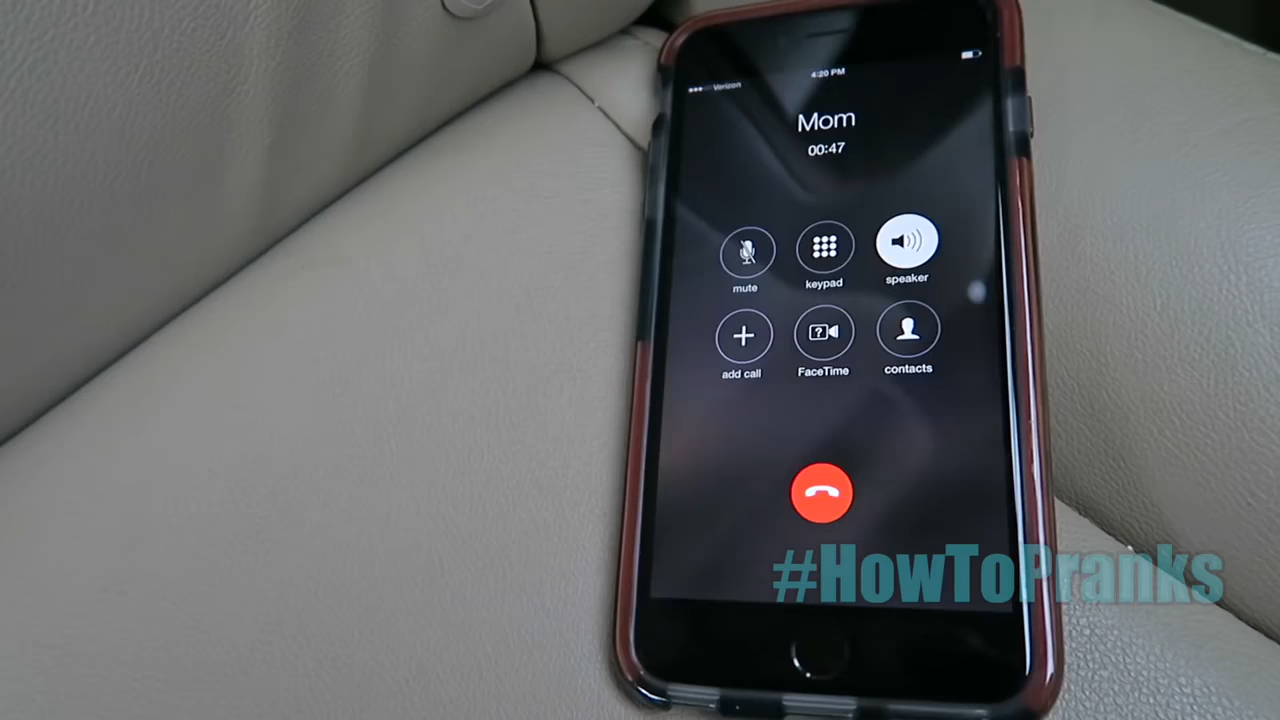 4:20 PM
Verizon
Mom
00:47
mute
keypad
speaker
add call
FaceTime
contacts
#HowToPranks